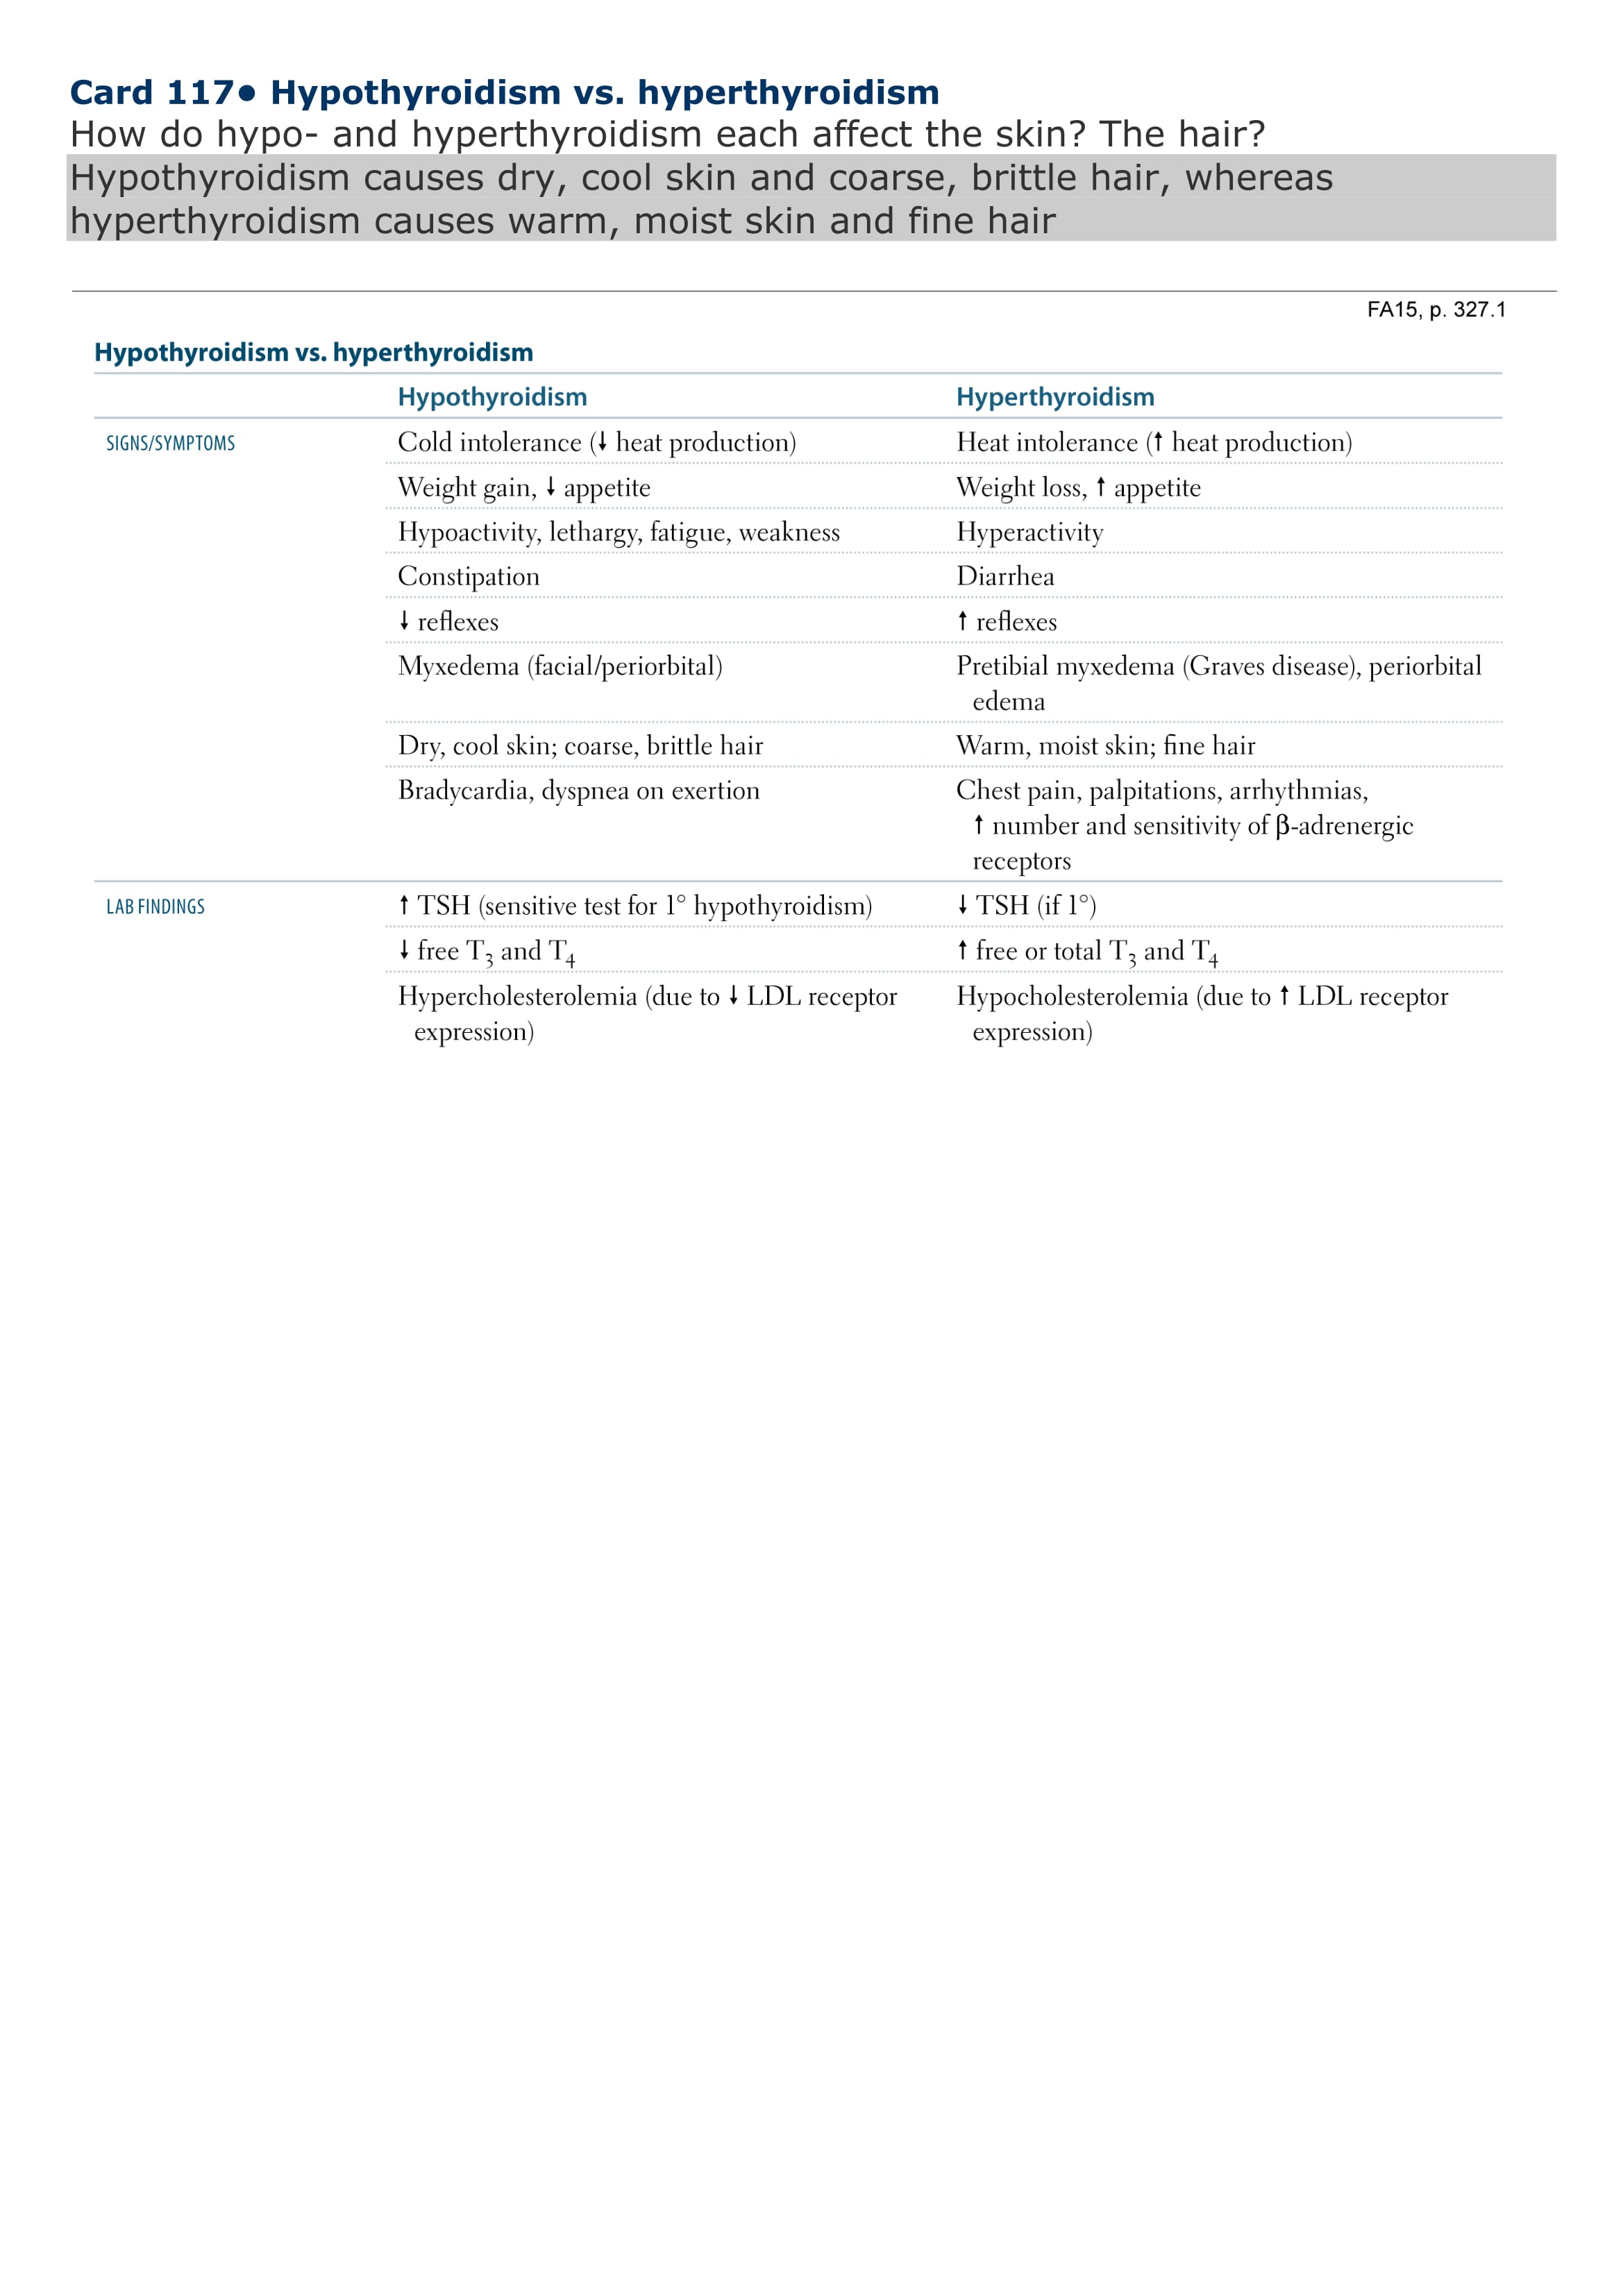 Card 117• Hypothyroidism vs. hyperthyroidism
How do hypo- and hyperthyroidism each affect the skin? The hair?
Hypothyroidism causes dry, cool skin and coarse, brittle hair, whereas
hyperthyroidism causes warm, moist skin and fine hair
FA15, p. 327.1
Hypothyroidism vs. hyperthyroidism
Hypothyroidism Hyperthyroidism
SIGNS/SYMPTOMS Cold intolerance (↓ heat production) Heat intolerance (↑ heat production)
Weight gain, ↓ appetite Weight loss, ↑ appetite
Hypoactivity, lethargy, fatigue, weakness Hyperactivity
Constipation Diarrhea
↓ reflexes ↑ reflexes
Myxedema (facial/periorbital) Pretibial myxedema (Graves disease), periorbital
edema
Dry, cool skin; coarse, brittle hair Warm, moist skin; fine hair
Bradycardia, dyspnea on exertion Chest pain, palpitations, arrhythmias,
↑ number and sensitivity of β-adrenergic
receptors
LAB FINDINGS ↑ TSH (sensitive test for 1° hypothyroidism) ↓ TSH (if 1°)
↓ free T3 and T4 ↑ free or total T3 and T4
Hypercholesterolemia (due to ↓ LDL receptor Hypocholesterolemia (due to ↑ LDL receptor
expression) expression)